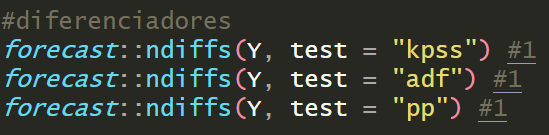 #diferenciadores
forecast::ndiffs(Y, test = "kpss") #1
forecast::ndiffs(Y, test = "adf") #1
forecast::ndiffs(Y, test = "pp") #1